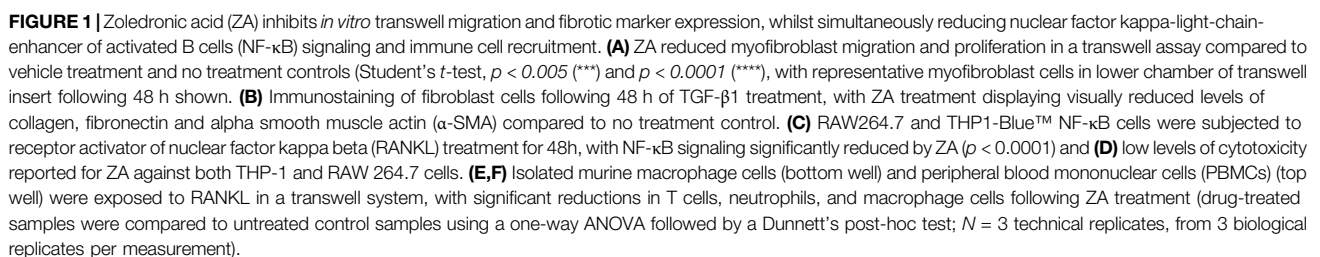 FIGURE 1 | Zoledronic acid (ZA) inhibits in vitro transwell migration and fibrotic marker expression, whilst simultaneously reducing nuclear factor kappa-light-chain-
enhancer of activated B cells (NF-κB) signaling and immune cell recruitment. (A) ZA reduced myofibroblast migration and proliferation in a transwell assay compared to
vehicle treatment and no treatment controls (Student's t-test, p < 0.005 (***) and p < 0.0001 (****), with representative myofibroblast cells in lower chamber of transwell
insert following 48 h shown. (B) Immunostaining of fibroblast cells following 48 h of TGF-β1 treatment, with ZA treatment displaying visually reduced levels of
collagen, fibronectin and alpha smooth muscle actin (α-SMA) compared to no treatment control. (C) RAW264.7 and THP1-Blue™ NF-κB cells were subjected to
receptor activator of nuclear factor kappa beta (RANKL) treatment for 48h, with NF-κB signaling significantly reduced by ZA (p < 0.0001) and (D) low levels of cytotoxicity
reported for ZA against both THP-1 and RAW 264.7 cells. (E,F) Isolated murine macrophage cells (bottom well) and peripheral blood mononuclear cells (PBMCs) (top
well) were exposed to RANKL in a transwell system, with significant reductions in T cells, neutrophils, and macrophage cells following ZA treatment (drug-treated
samples were compared to untreated control samples using a one-way ANOVA followed by a Dunnett's post-hoc test; N = 3 technical replicates, from 3 biological
replicates per measurement).